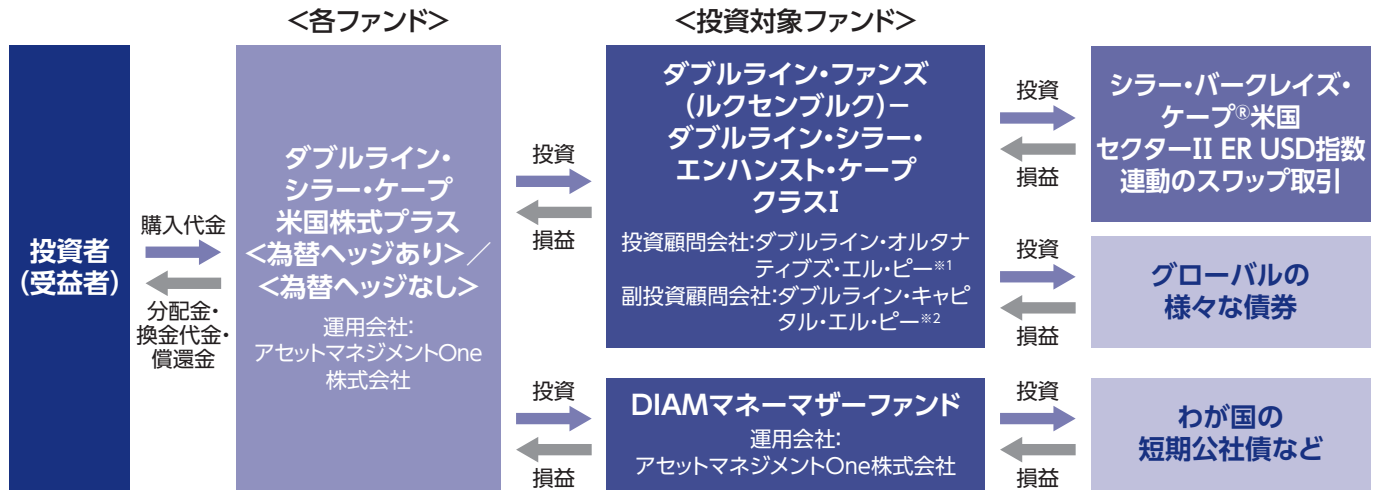 <各ファンド>
<投資対象ファンド>
投資者
(受益者)
購入代金
分配金・
換金代金・
償還金
ダブルライン・
シラー・ケープ
米国株式プラス
<為替ヘッジあり>/
<為替ヘッジなし>
運用会社:
アセットマネジメントOne
株式会社
投資
損益
ダブルライン・ファンズ
(ルクセンブルク)-
ダブルライン・シラー・
エンハンスト・ケープ
クラスI
投資顧問会社:ダブルライン・オルタナ
ティブズ・エル・ピー※1
副投資顧問会社:ダブルライン・キャピ
タル・エル・ピー※2
投資
損益
シラー・バークレイズ・
ケープ®米国
セクターII ER USD指数
連動のスワップ取引
投資
損益
グローバルの
様々な債券
投資
損益
DIAMマネーマザーファンド
運用会社:
アセットマネジメントOne株式会社
投資
損益
わが国の
短期公社債など